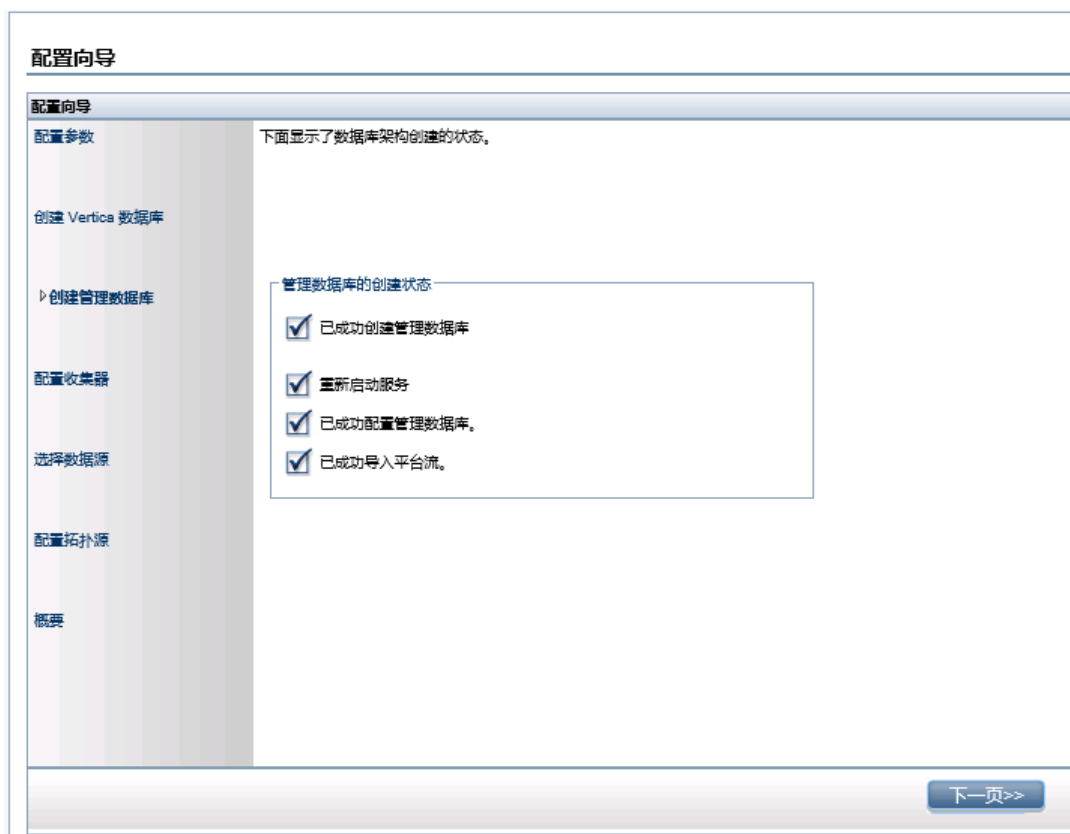 配置向导
配置向导
配置参数
下面显示了数据库架构创建的状态。
创建 Vertica 数据库
创建管理数据库
管理数据库的创建状态
已成功创建管理数据库
重新启动服务
已成功配置管理数据库。
已成功导入平台流。
配置收集器
选择数据源
配置拓扑源
概要
下一页>>